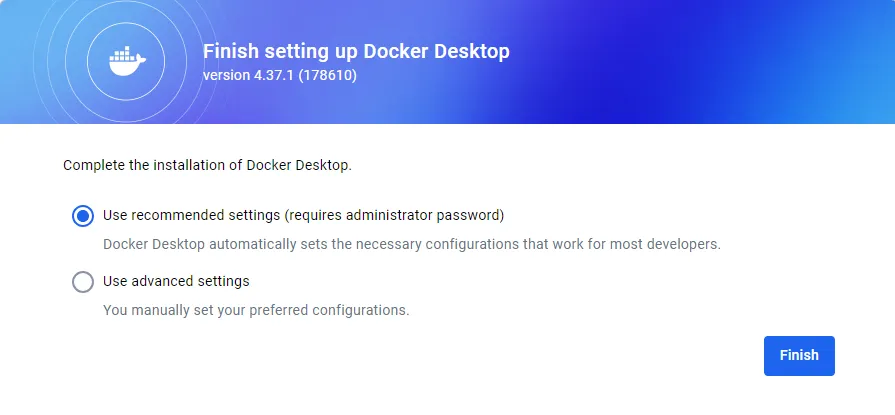 Finish setting up Docker Desktop
version 4.37.1 (178610)
Complete the installation of Docker Desktop.
Use recommended settings (requires administrator password)
Docker Desktop automatically sets the necessary configurations that work for most developers.
Use advanced settings
You manually set your preferred configurations.
Finish